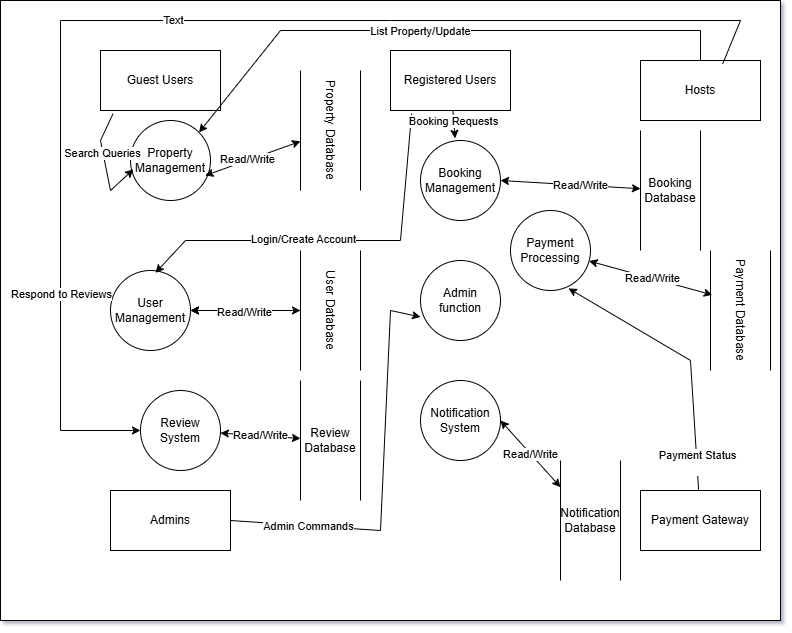 Text
List Property/Update
Guest Users
Registered Users
Hosts
Property Database
Booking Requests
Search Queries
Property
Management
Read/Write
Booking
Management
Read/Write
Booking
Database
Login/Create Account
Payment
Processing
Read/Write
Payment Database
Respond to Reviews
User
Management
Read/Write
User Database
Admin
function
Review
System
Read/Write
Review
Database
Notification
System
Read/Write
Payment Status
Admins
Admin Commands
Notification
Database
Payment Gateway